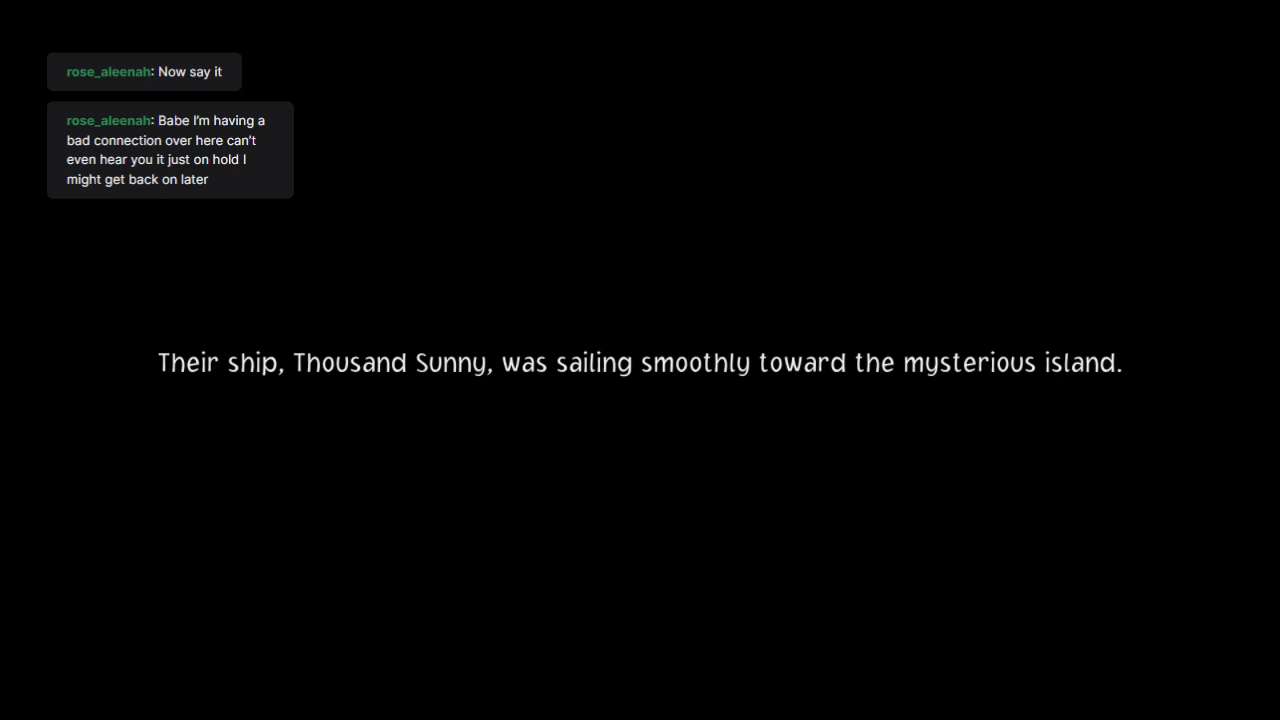 rose_aleenah: Now say it
rose_aleenah: Babe I'm having a
bad connection over here can't
even hear you it just on hold I
might get back on later
Their ship, Thousand Sunny, was sailing smoothly toward the mysterious island.